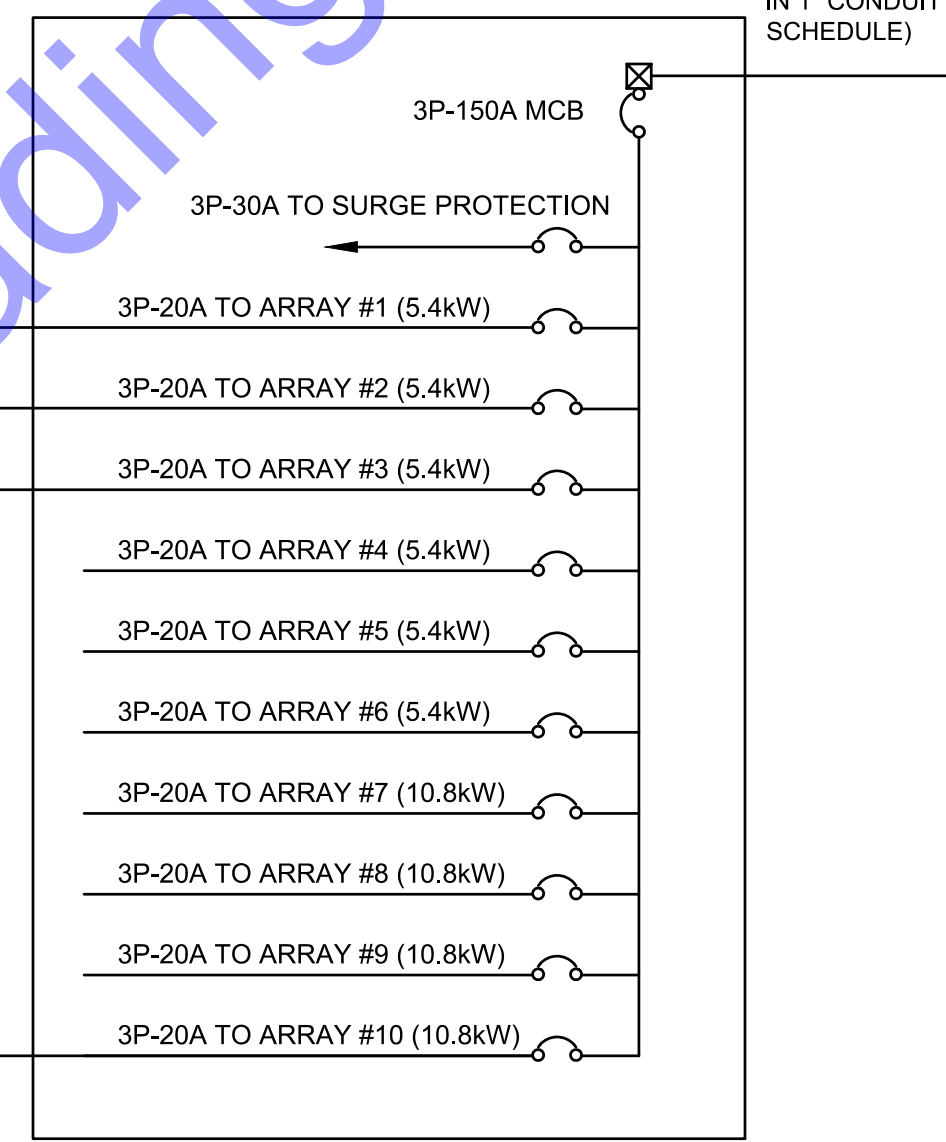 SCHEDULE)
3P-150A MCB
3P-30A TO SURGE PROTECTION
3P-20A TO ARRAY #1 (5.4kW)
3P-20A TO ARRAY #2 (5.4kW)
3P-20A TO ARRAY #3 (5.4kW)
3P-20A TO ARRAY #4 (5.4kW)
3P-20A TO ARRAY #5 (5.4kW)
3P-20A TO ARRAY #6 (5.4kW)
3P-20A TO ARRAY #7 (10.8kW)
3P-20A TO ARRAY #8 (10.8kW)
3P-20A TO ARRAY #9 (10.8kW)
3P-20A TO ARRAY #10 (10.8kW)
ading